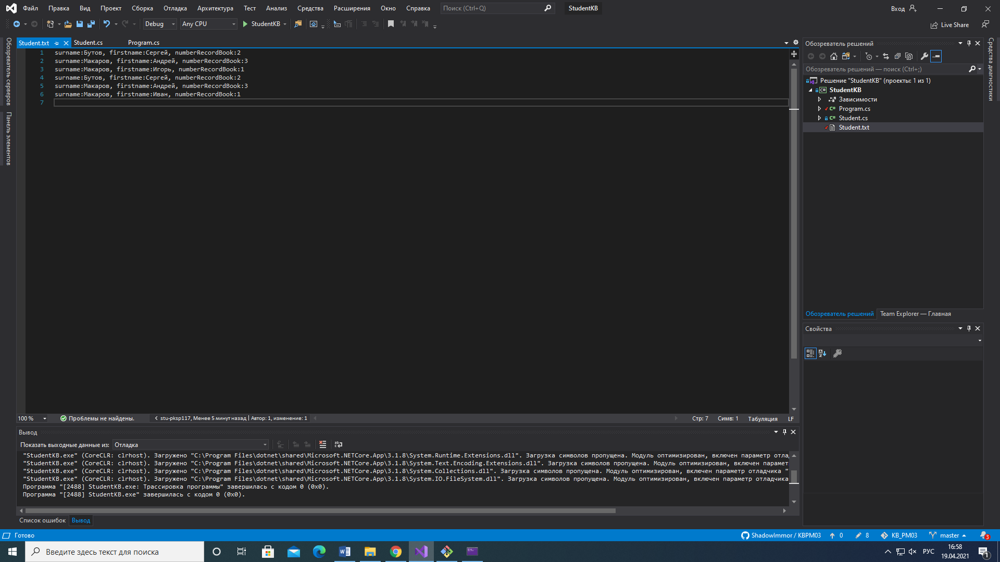 Файл Правка Вид Проект Сборка Отладка Архитектура Тест Анализ Средства Расширения Окно Справка Поиск (Ctrl+Q) StudentKB Вход
Debug Any CPU StudentKB Live Share
Обозреватель серверов
Панель элементов
Student.txt Student.cs Program.cs
1 surname:Бутов, firstname:Сергей, numberRecordBook:2
2 surname:Макаров, firstname:Андрей, numberRecordBook:3
3 surname:Макаров, firstname:Игорь, numberRecordBook:1
4 surname:Бутов, firstname:Сергей, numberRecordBook:2
5 surname:Макаров, firstname:Андрей, numberRecordBook:3
6 surname:Макаров, firstname:Иван, numberRecordBook:1
7
100 % Проблемы не найдены. stu-pksp117, Менее 5 минут назад | Автор: 1, изменение: 1 Стр: 7 Симв: 1 Табуляция LF
Вывод
Показать выходные данные из: Отладка
"StudentKB.exe" (CoreCLR: clrhost). Загружено "C:\Program Files\dotnet\shared\Microsoft.NETCore.App\3.1.8\System.Runtime.Extensions.dll". Загрузка символов пропущена. Модуль оптимизирован, включен параметр отла
"StudentKB.exe" (CoreCLR: clrhost). Загружено "C:\Program Files\dotnet\shared\Microsoft.NETCore.App\3.1.8\System.Text.Encoding.Extensions.dll". Загрузка символов пропущена. Модуль оптимизирован, включен парамет
"StudentKB.exe" (CoreCLR: clrhost). Загружено "C:\Program Files\dotnet\shared\Microsoft.NETCore.App\3.1.8\System.Collections.dll". Загрузка символов пропущена. Модуль оптимизирован, включен параметр отладчика "
"StudentKB.exe" (CoreCLR: clrhost). Загружено "C:\Program Files\dotnet\shared\Microsoft.NETCore.App\3.1.8\System.IO.FileSystem.dll". Загрузка символов пропущена. Модуль оптимизирован, включен параметр отладчика
Программа "[2488] StudentKB.exe: Трассировка программы" завершилась с кодом 0 (0x0).
Программа "[2488] StudentKB.exe" завершилась с кодом 0 (0x0).
Список ошибок Вывод
Обозреватель решений
Обозреватель решений — поиск (Ctrl+;)
Решение "StudentKB" (проекты: 1 из 1)
C# StudentKB
Зависимости
C# Program.cs
C# Student.cs
Student.txt
Обозреватель решений Team Explorer — Главная
Свойства
Средства диагностики
Готово ShadowImmor / KBPM03 0 8 KB_PM03 master 3
Введите здесь текст для поиска РУС 16:58
19.04.2021 1